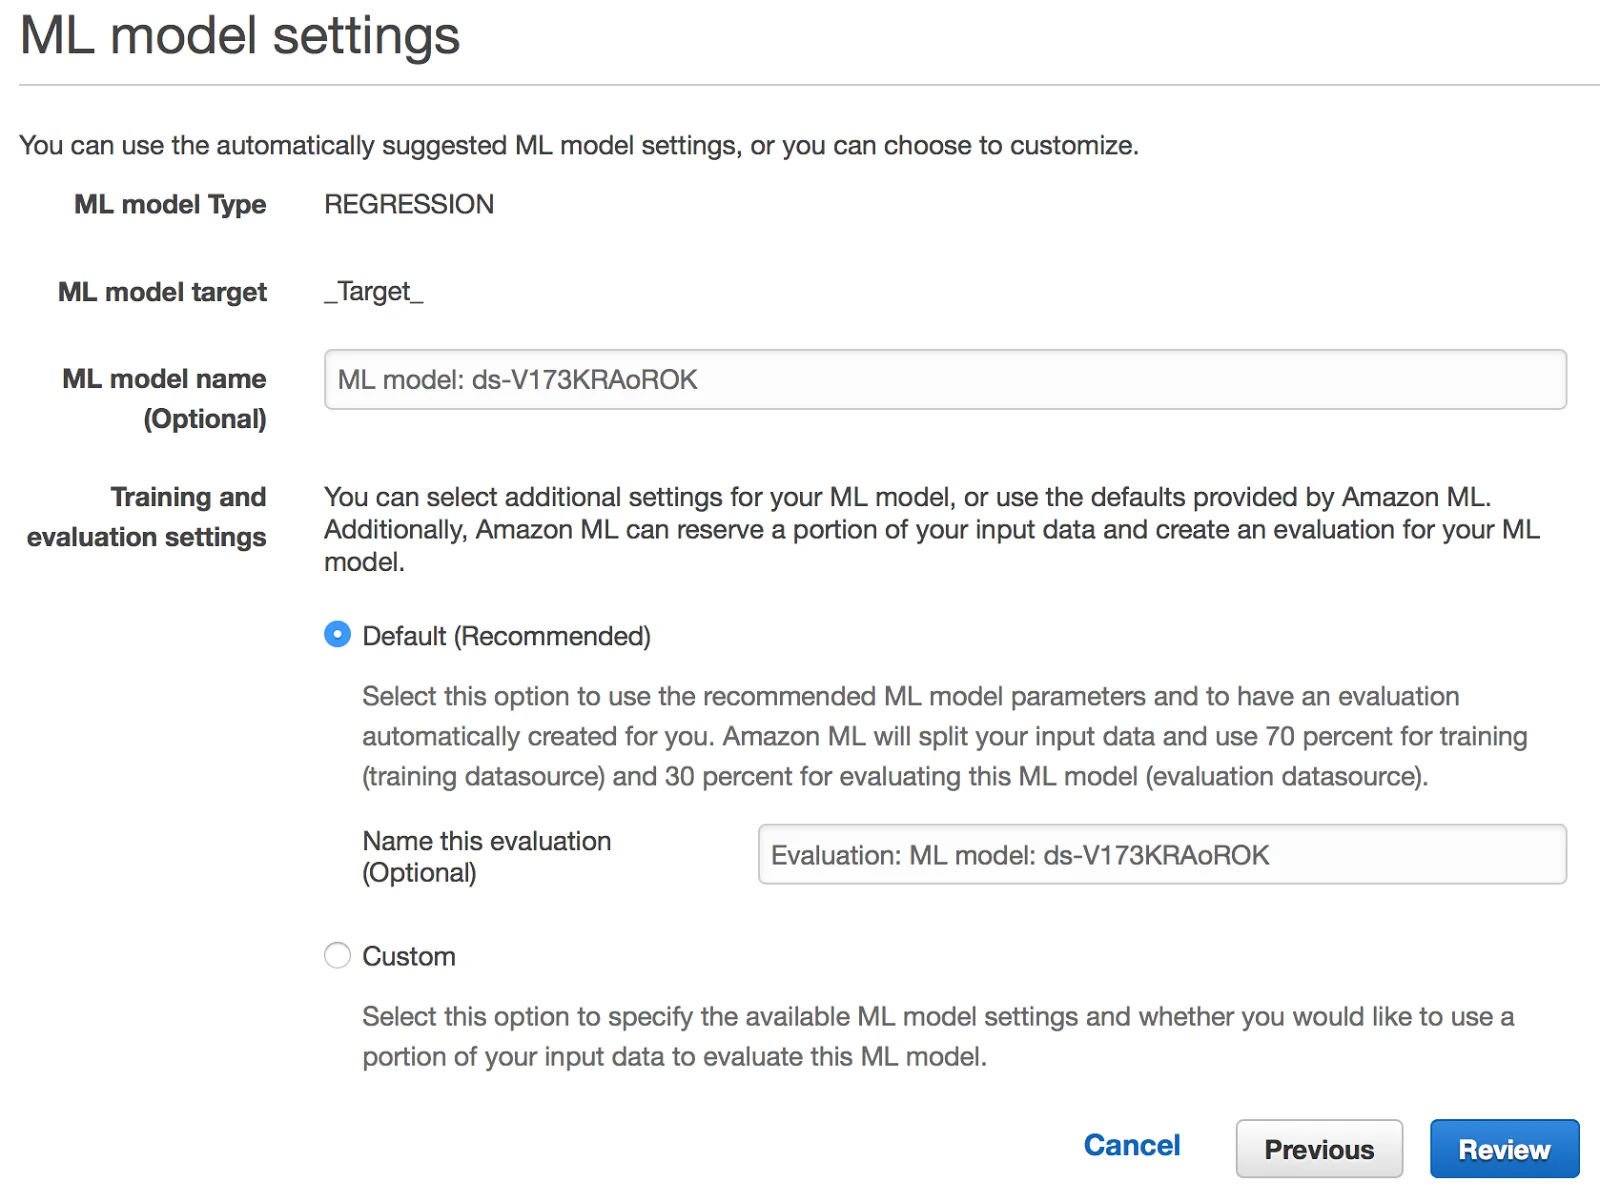 ML model settings
You can use the automatically suggested ML model settings, or you can choose to customize.
ML model Type REGRESSION
ML model target _Target_
ML model name
(Optional)
ML model: ds-V173KRAoROK
Training and
evaluation settings
You can select additional settings for your ML model, or use the defaults provided by Amazon ML.
Additionally, Amazon ML can reserve a portion of your input data and create an evaluation for your ML
model.
Default (Recommended)
Select this option to use the recommended ML model parameters and to have an evaluation
automatically created for you. Amazon ML will split your input data and use 70 percent for training
(training datasource) and 30 percent for evaluating this ML model (evaluation datasource).
Name this evaluation
(Optional)
Evaluation: ML model: ds-V173KRAoROK
Custom
Select this option to specify the available ML model settings and whether you would like to use a
portion of your input data to evaluate this ML model.
Cancel Previous Review